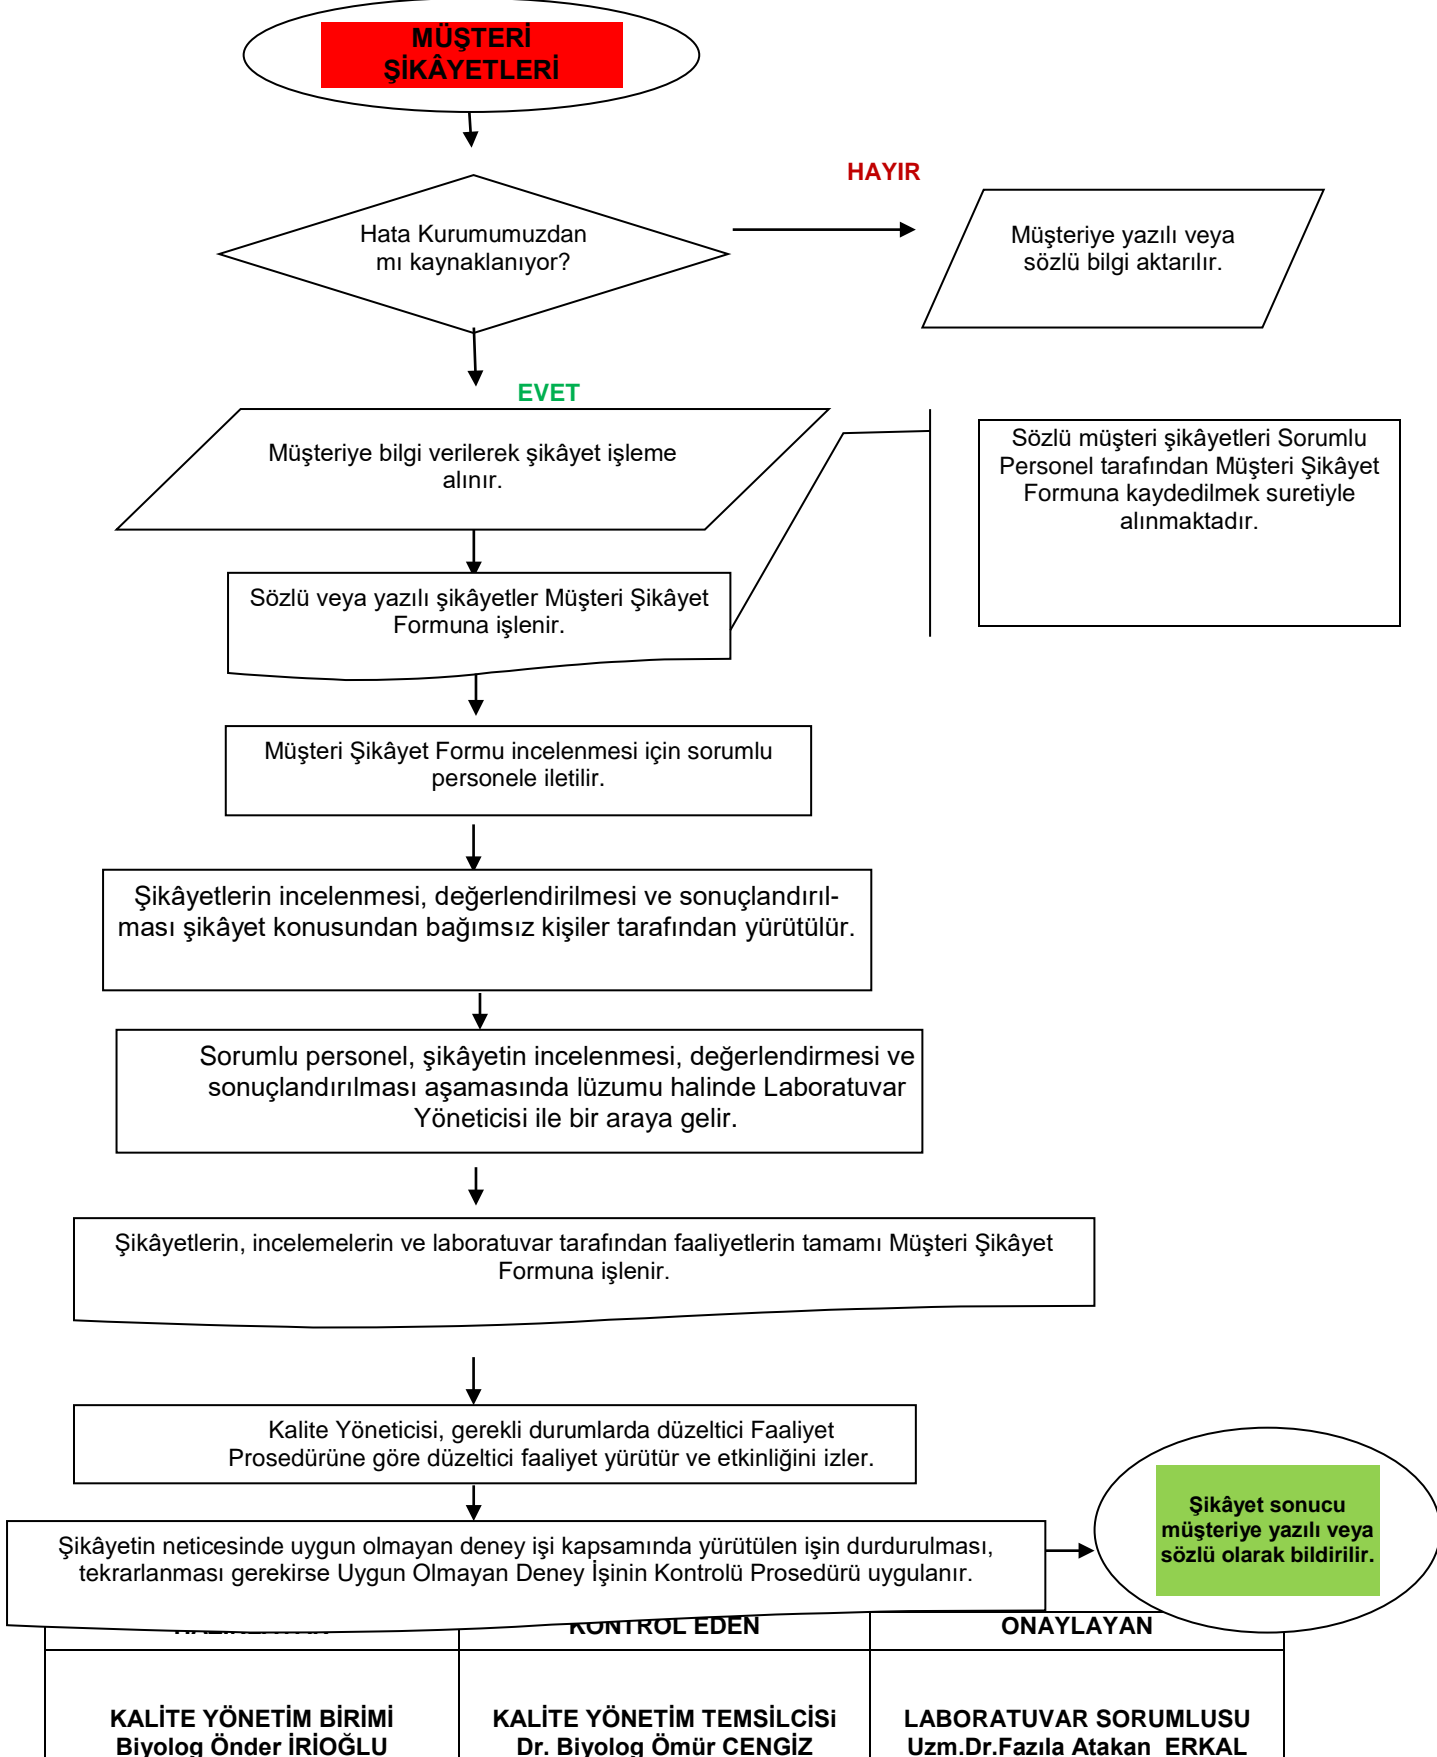 MÜŞTERİ
ŞİKÂYETLERİ
HAYIR
Hata Kurumumuzdan
mı kaynaklanıyor?
Müşteriye yazılı veya
sözlü bilgi aktarılır.
EVET
Müşteriye bilgi verilerek şikâyet işleme
alınır.
Sözlü müşteri şikâyetleri Sorumlu
Personel tarafından Müşteri Şikâyet
Formuna kaydedilmek suretiyle
alınmaktadır.
Sözlü veya yazılı şikâyetler Müşteri Şikâyet
Formuna işlenir.
Müşteri Şikâyet Formu incelenmesi için sorumlu
personele iletilir.
Şikâyetlerin incelenmesi, değerlendirilmesi ve sonuçlandırıl-
ması şikâyet konusundan bağımsız kişiler tarafından yürütülür.
Sorumlu personel, şikâyetin incelenmesi, değerlendirmesi ve
sonuçlandırılması aşamasında lüzumu halinde Laboratuvar
Yöneticisi ile bir araya gelir.
Şikâyetlerin, incelemelerin ve laboratuvar tarafından faaliyetlerin tamamı Müşteri Şikâyet
Formuna işlenir.
Kalite Yöneticisi, gerekli durumlarda düzeltici Faaliyet
Prosedürüne göre düzeltici faaliyet yürütür ve etkinliğini izler.
Şikâyet sonucu
müşteriye yazılı veya
sözlü olarak bildirilir.
Şikâyetin neticesinde uygun olmayan deney işi kapsamında yürütülen işin durdurulması,
tekrarlanması gerekirse Uygun Olmayan Deney İşinin Kontrolü Prosedürü uygulanır.
KONTROL EDEN
ONAYLAYAN
KALİTE YÖNETİM BİRİMİ
Biyolog Önder İRİOĞLU
KALİTE YÖNETİM TEMSİLCİSi
Dr. Biyolog Ömür CENGİZ
LABORATUVAR SORUMLUSU
Uzm.Dr.Fazıla Atakan ERKAL